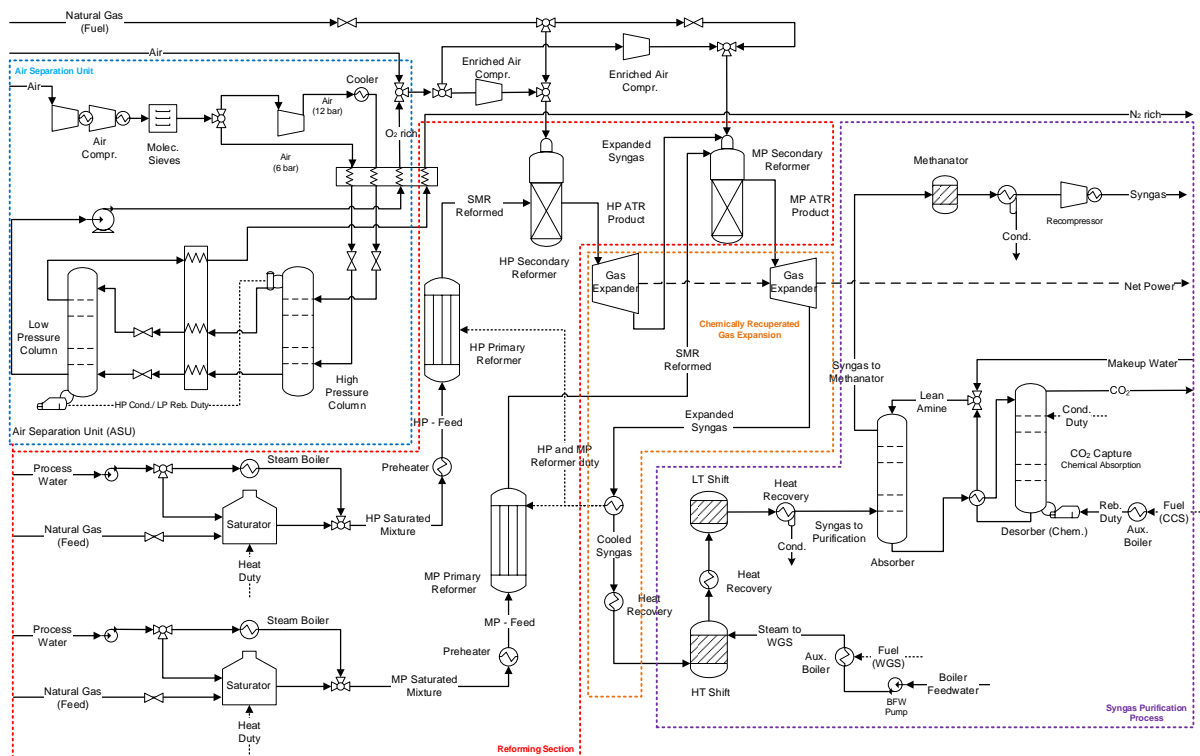 Natural Gas
(Fuel)
Air
Air Separation Unit
Air
Cooler
Enriched Air
Compr.
Enriched Air
Compr.
Air
(12 bar)
O2 rich
N2 rich
Air
Compr.
Molec.
Sieves
Air
(6 bar)
Expanded
Syngas
MP Secondary
Reformer
Methanator
SMR
Reformed
HP ATR
Product
MP ATR
Product
Syngas
Recompressor
Cond.
HP Secondary
Reformer
Gas
Expander
Gas
Expander
Net Power
Low
Pressure
Column
High
Pressure
Column
HP Cond./ LP Reb. Duty
HP Primary
Reformer
Chemically Recuperated
Gas Expansion
SMR
Reformed
Syngas to
Methanator
Makeup Water
CO2
Lean
Amine
Cond.
Duty
Air Separation Unit (ASU)
HP - Feed
Expanded
Syngas
HP and MP
Reformer duty
CO2 Capture
Chemical Absorption
Process
Water
Steam Boiler
Preheater
LT Shift
Heat
Recovery
Saturator
HP Saturated
Mixture
Natural Gas
(Feed)
Heat
Duty
Cooled
Syngas
Syngas to
Purification
Cond.
Absorber
Desorber (Chem.)
Reb.
Duty
Aux.
Boiler
Fuel
(CCS)
MP Primary
Reformer
Heat
Recovery
Heat
Recovery
Process
Water
Steam Boiler
MP - Feed
Preheater
Steam to
WGS
Aux.
Boiler
Fuel
(WGS)
Saturator
MP Saturated
Mixture
Natural Gas
(Feed)
Heat
Duty
HT Shift
Boiler
Feedwater
BFW
Pump
Reforming Section
Syngas Purification
Process